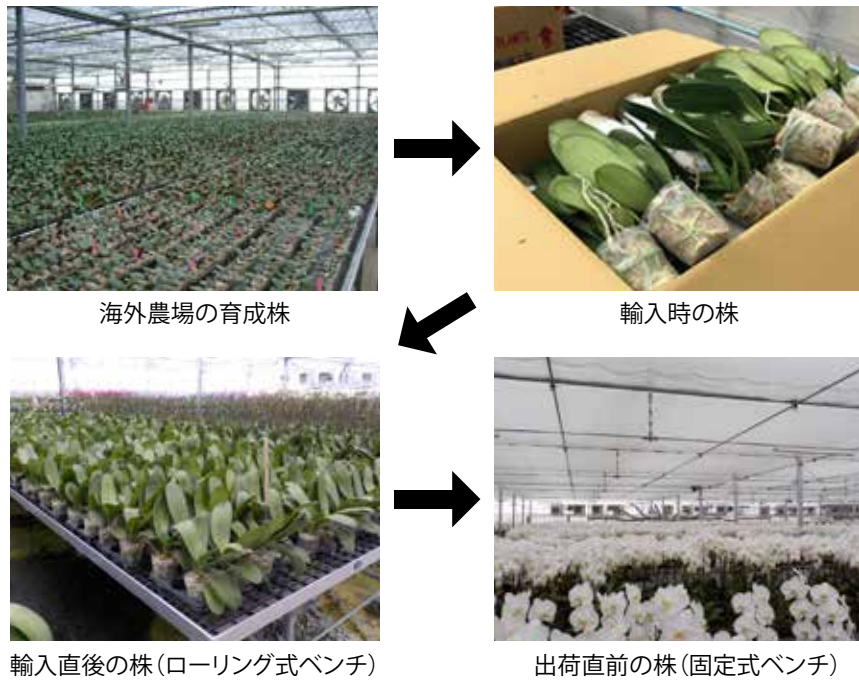 海外農場の育成株
輸入時の株
輸入直後の株（ローリング式ベンチ）
出荷直前の株（固定式ベンチ）